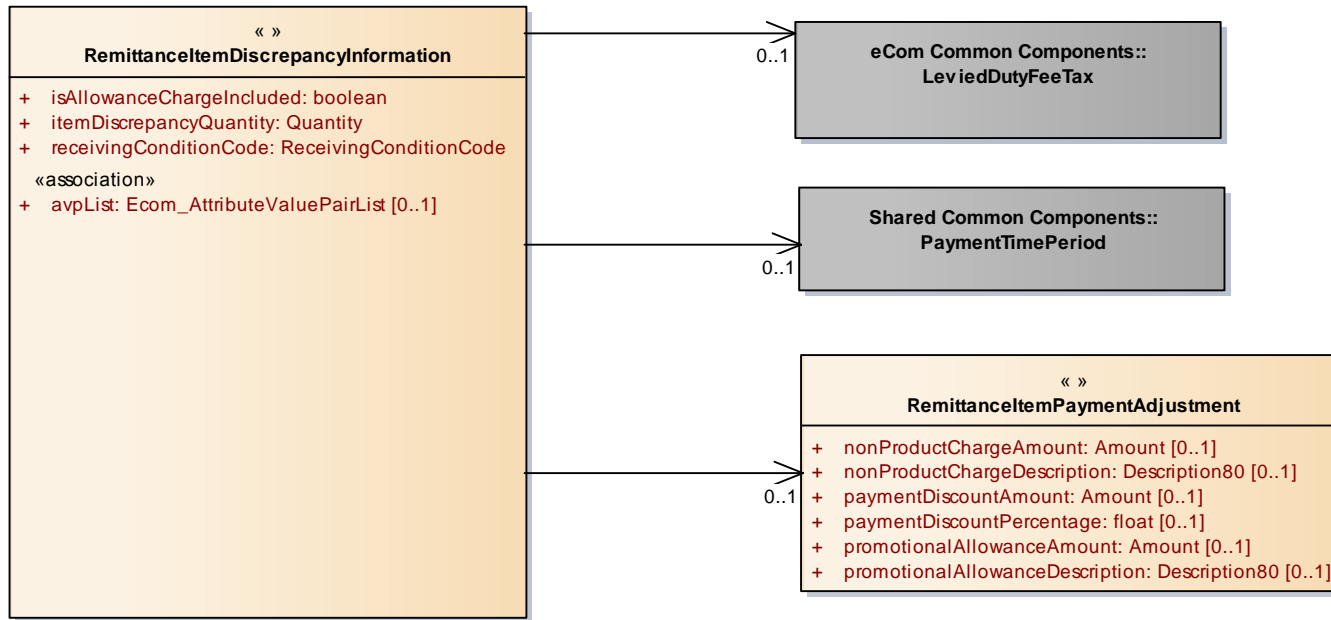 « »
RemittanceItemDiscrepancyInformation
+ isAllowanceChargeIncluded: boolean
+ itemDiscrepancyQuantity: Quantity
+ receivingConditionCode: ReceivingConditionCode
«association»
+ avpList: Ecom_AttributeValuePairList [0..1]
0..1
eCom Common Components::
LeviedDutyFeeTax
0..1
Shared Common Components::
PaymentTimePeriod
0..1
« »
RemittanceItemPaymentAdjustment
+ nonProductChargeAmount: Amount [0..1]
+ nonProductChargeDescription: Description80 [0..1]
+ paymentDiscountAmount: Amount [0..1]
+ paymentDiscountPercentage: float [0..1]
+ promotionalAllowanceAmount: Amount [0..1]
+ promotionalAllowanceDescription: Description80 [0..1]